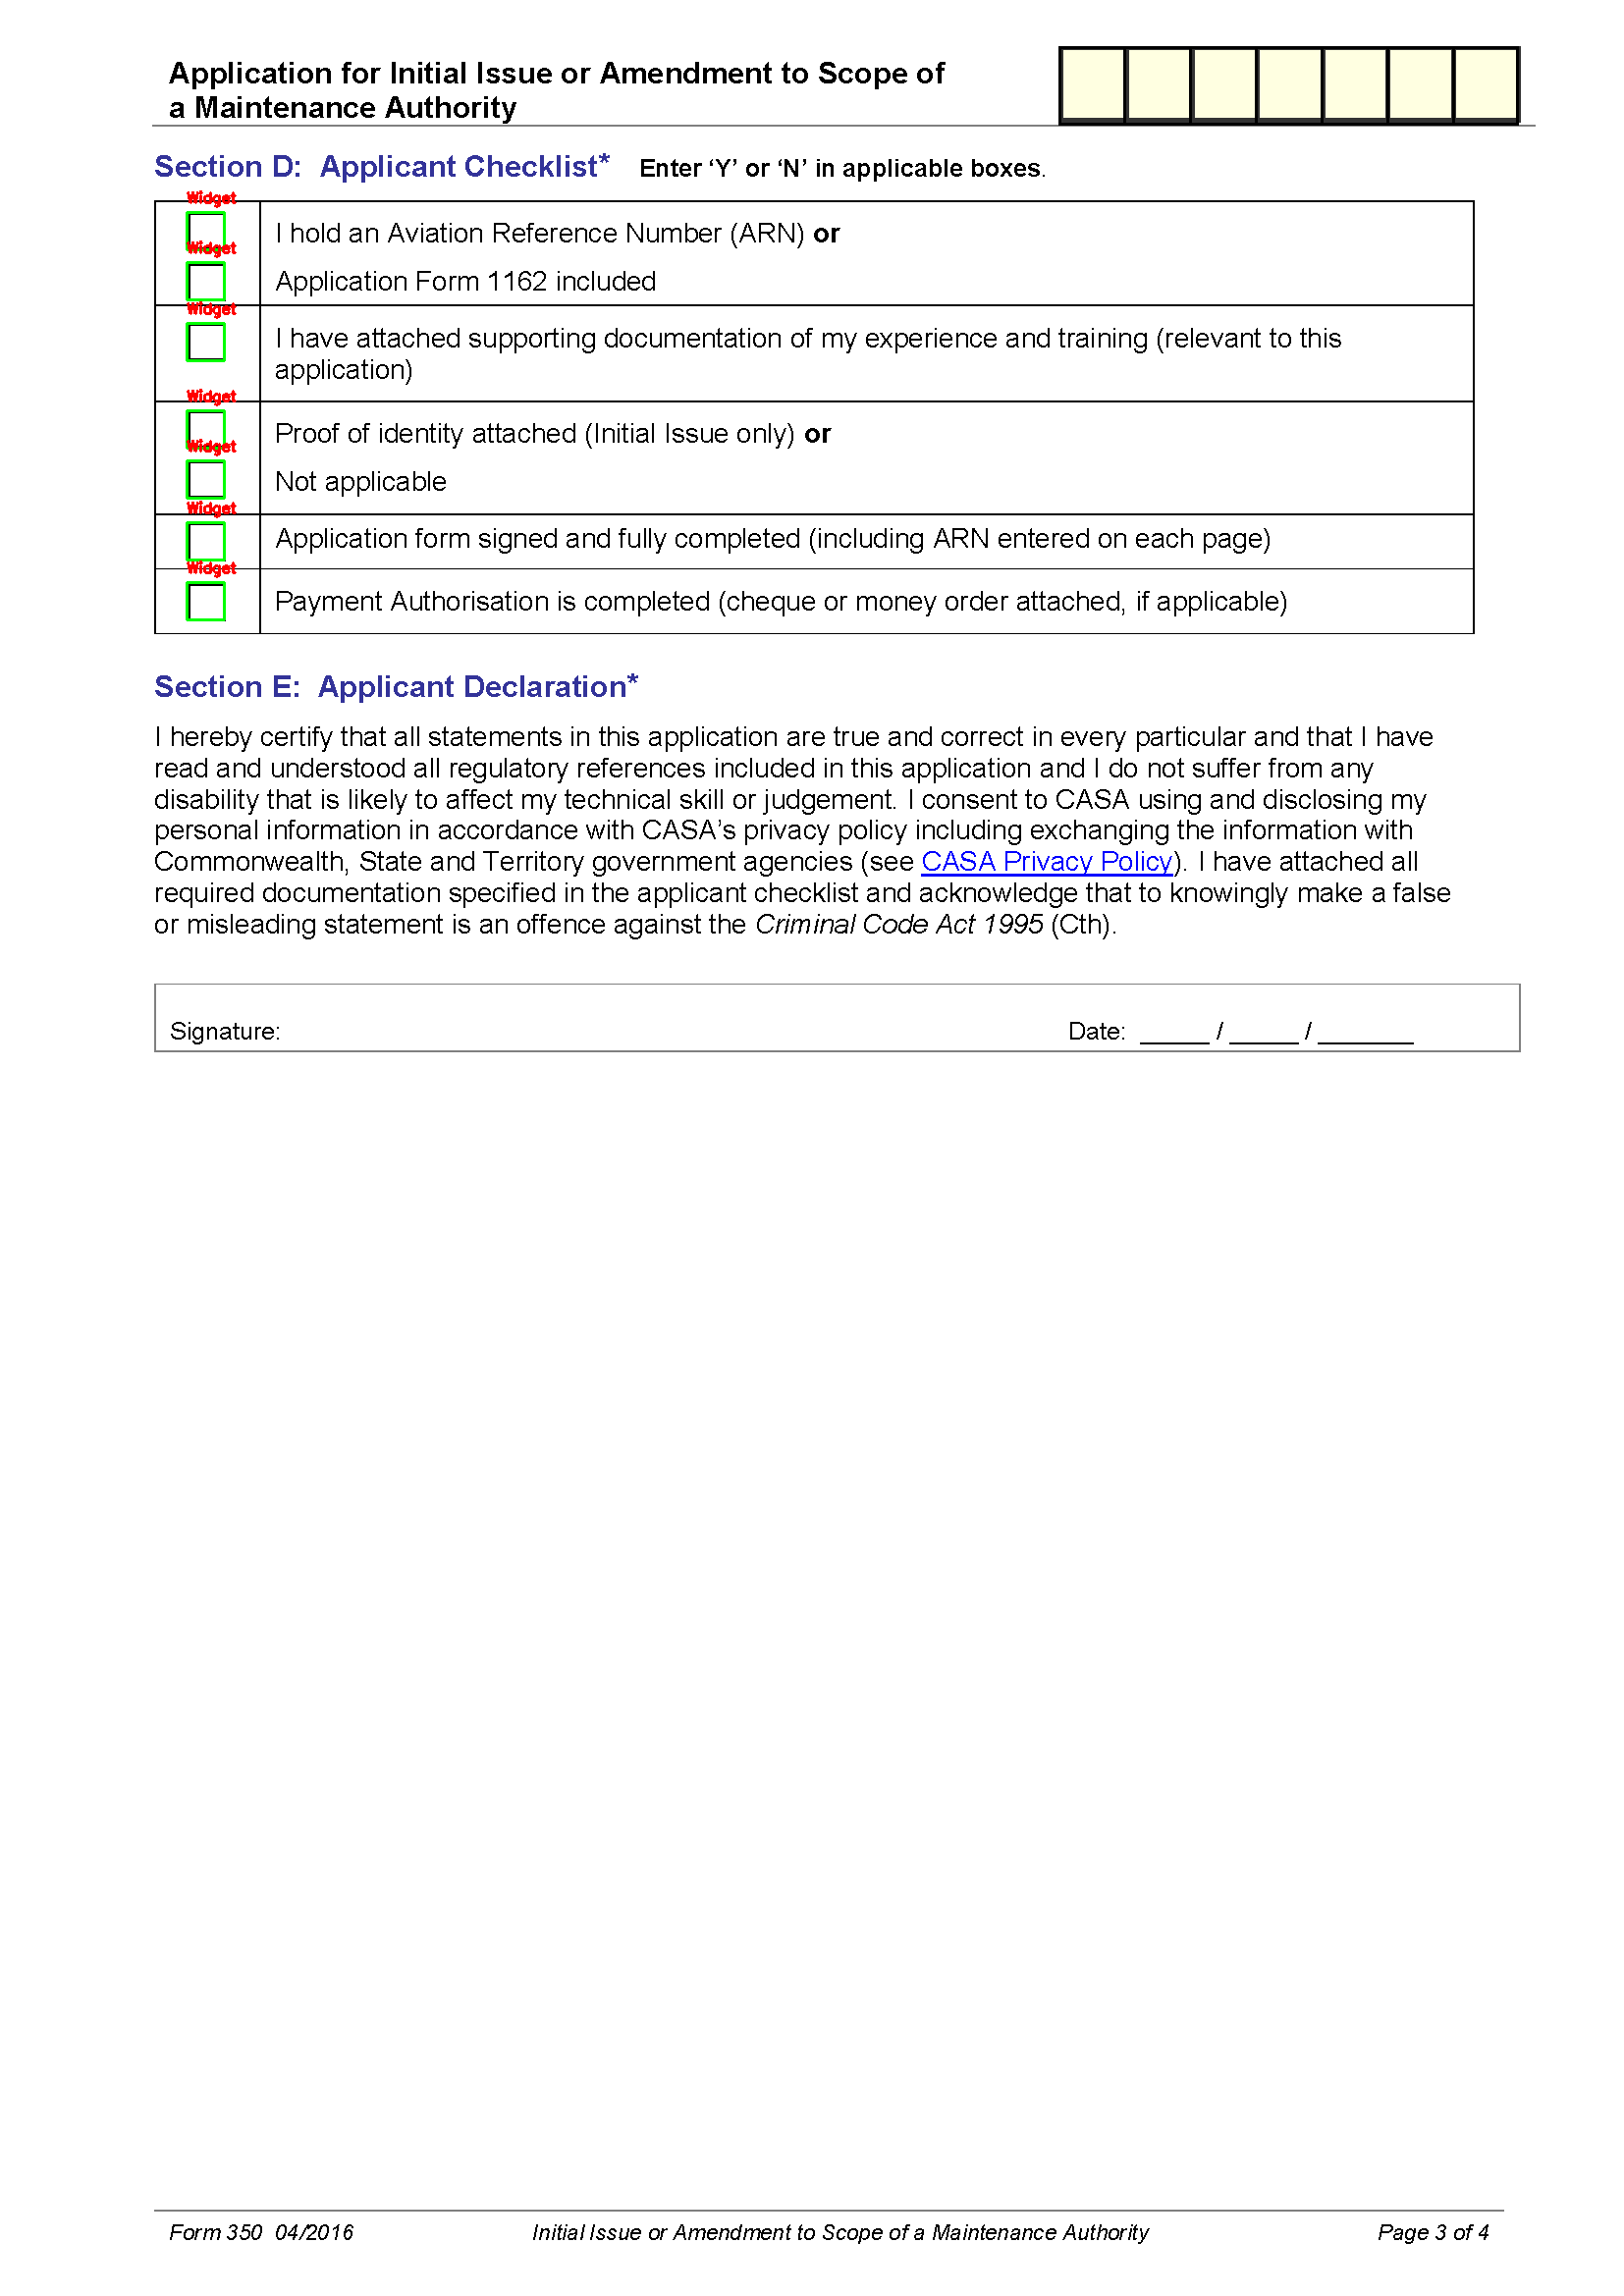 Application for Initial Issue or Amendment to Scope of
a Maintenance Authority
Section D:  Applicant Checklist*   Enter ‘Y’ or ‘N’ in applicable boxes.
Widget
I hold an Aviation Reference Number (ARN) or
Widget
Application Form 1162 included
Widget
I have attached supporting documentation of my experience and training (relevant to this
application)
Widget
Proof of identity attached (Initial Issue only) or
Widget
Not applicable
Widget
Application form signed and fully completed (including ARN entered on each page)
Widget
Payment Authorisation is completed (cheque or money order attached, if applicable)
Section E:  Applicant Declaration*
I hereby certify that all statements in this application are true and correct in every particular and that I have
read and understood all regulatory references included in this application and I do not suffer from any
disability that is likely to affect my technical skill or judgement. I consent to CASA using and disclosing my
personal information in accordance with CASA’s privacy policy including exchanging the information with
Commonwealth, State and Territory government agencies (see CASA Privacy Policy). I have attached all
required documentation specified in the applicant checklist and acknowledge that to knowingly make a false
or misleading statement is an offence against the Criminal Code Act 1995 (Cth).
Signature: Date: _____ / _____ / _______
Form 350  04/2016 Initial Issue or Amendment to Scope of a Maintenance Authority Page 3 of 4